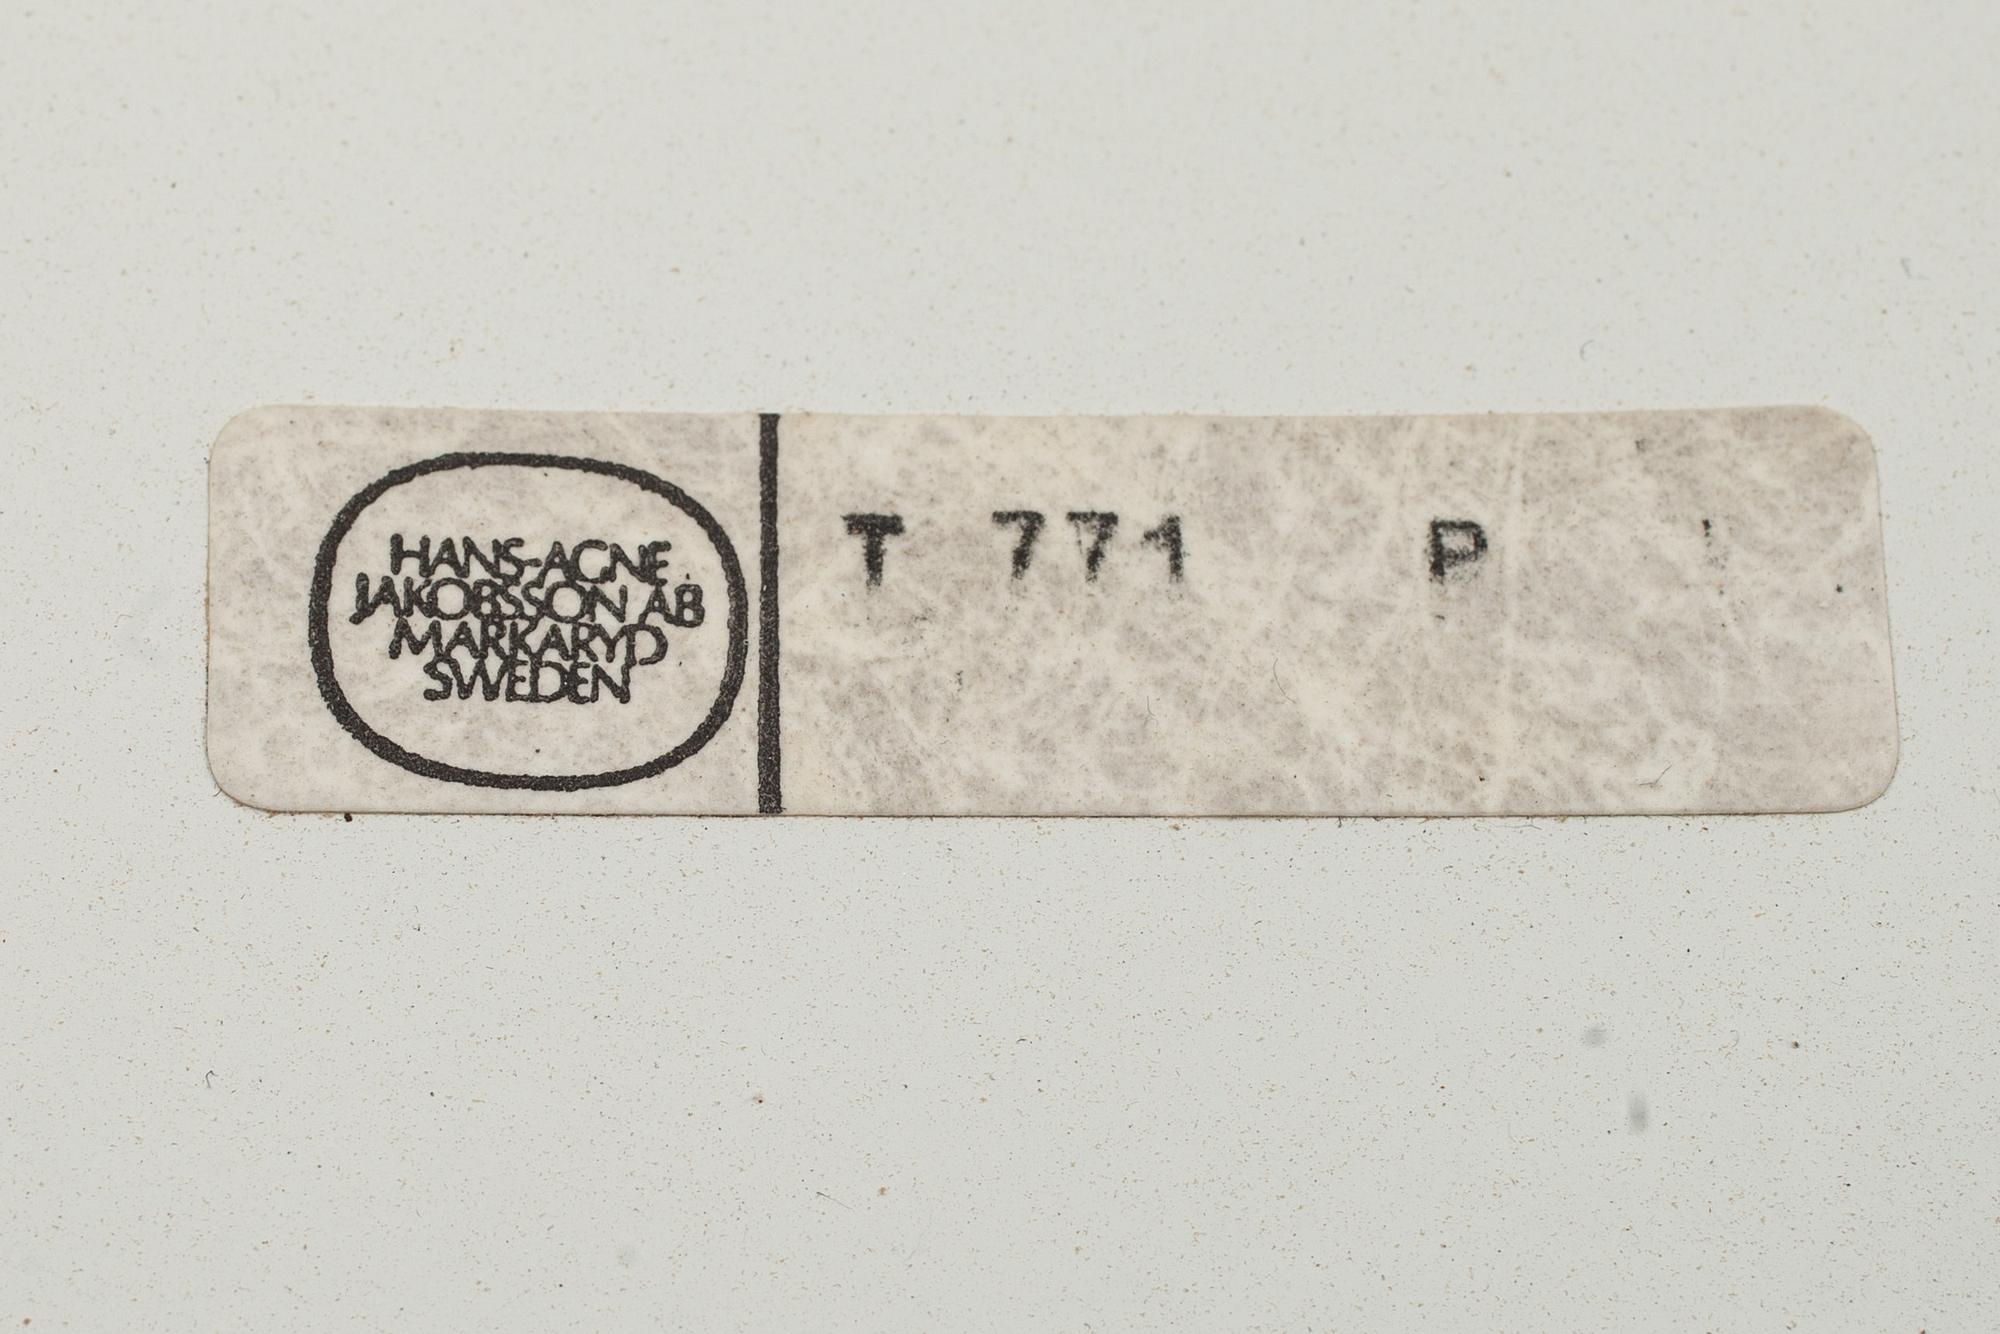 HANS-AGNE
JAKOBSSON AB
MARKARYD
SWEDEN
T 771 P